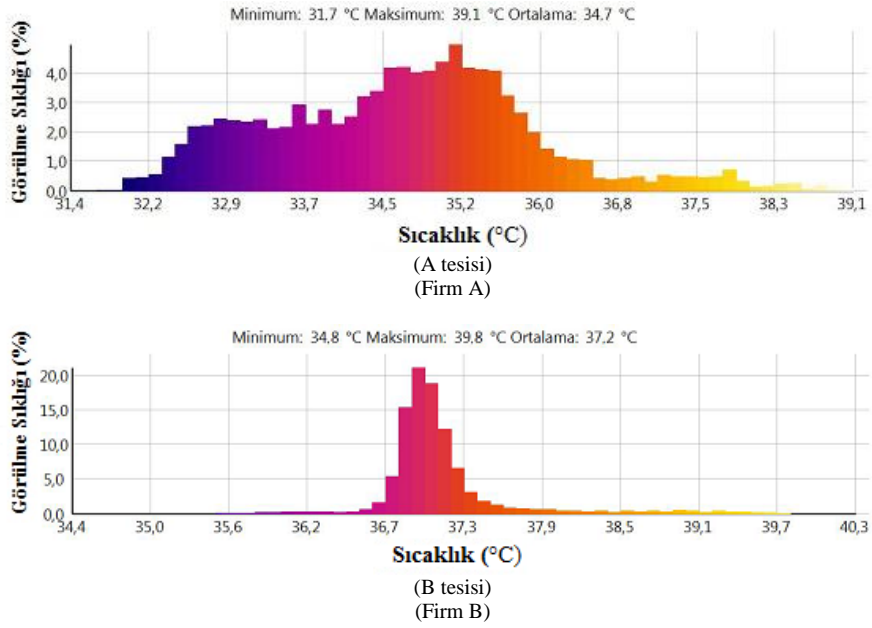 Minimum: 31.7 °C Maksimum: 39.1 °C Ortalama: 34.7 °C
Görülme Sıklığı (%)
4,0
3,0
2,0
1,0
0,0
31,4 32,2 32,9 33,7 34,5 35,2 36,0 36,8 37,5 38,3 39,1
Sıcaklık (°C)
(A tesisi)
(Firm A)
Minimum: 34.8 °C Maksimum: 39.8 °C Ortalama: 37.2 °C
Görülme Sıklığı (%)
20,0
15,0
10,0
5,0
0,0
34,4 35,0 35,6 36,2 36,7 37,3 37,9 38,5 39,1 39,7 40,3
Sıcaklık (°C)
(B tesisi)
(Firm B)